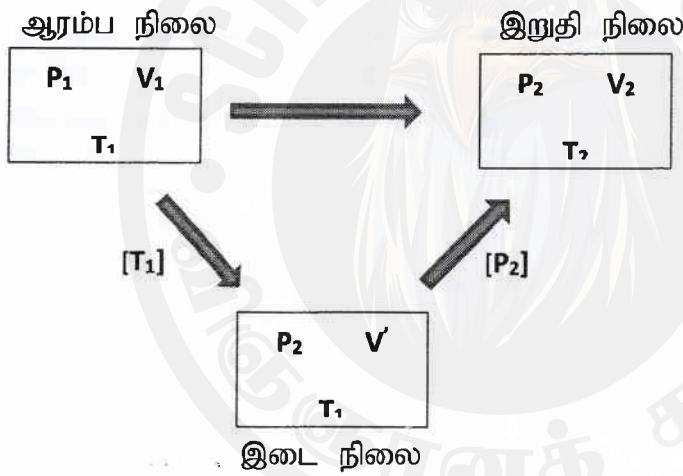 ஆரம்ப நிலை இறுதி நிலை
P₁ V₁ P₂ V₂
T₁ T₂
[T₁] [P₂]
P₂ V′
T₁
இடை நிலை